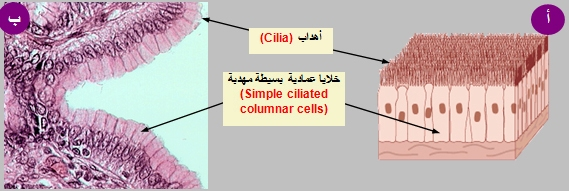 ب
أ
أهداب (Cilia)
خلايا عمادية بسيطة مهدبة
(Simple ciliated
columnar cells)